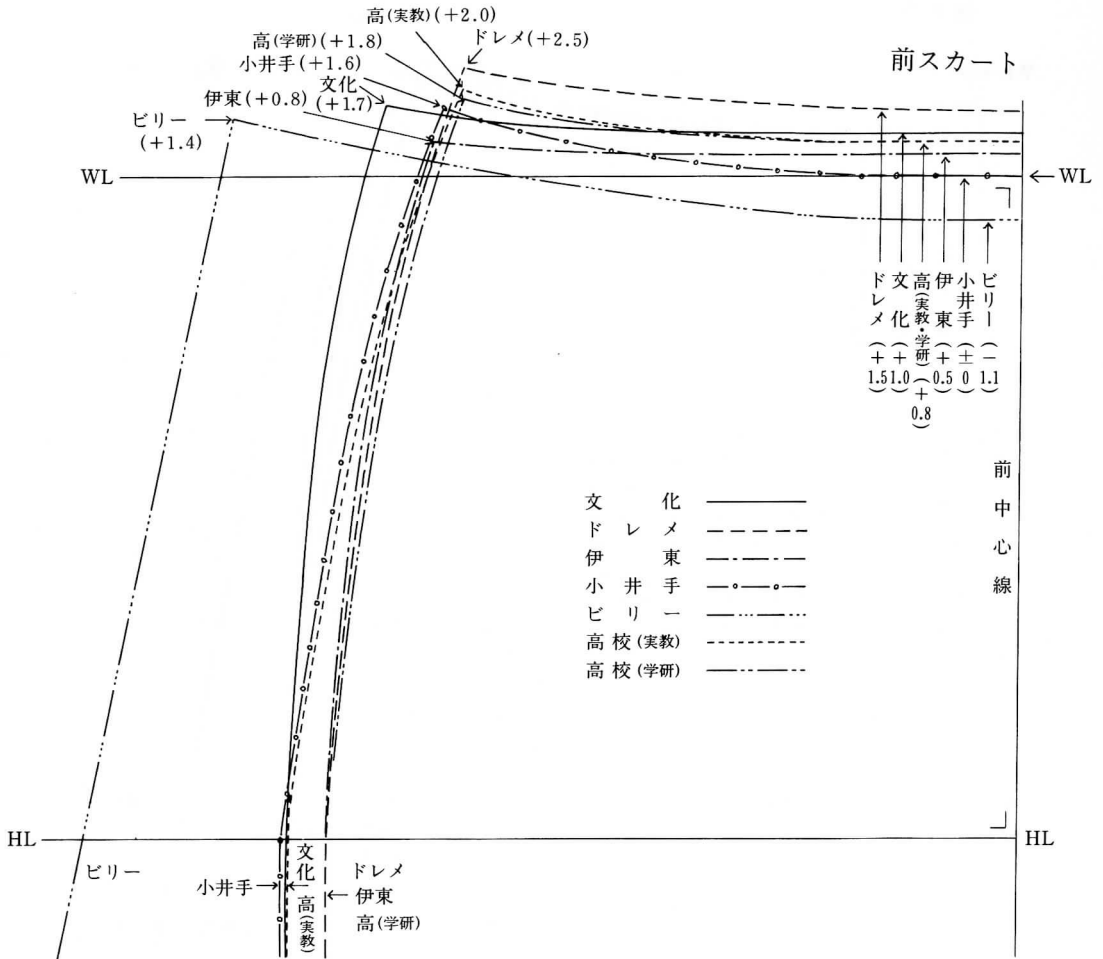 前スカート
高(実教)(+2.0)
ドレメ(+2.5)
高(学研)(+1.8)
小井手(+1.6)
文化
(+1.7)
伊東(+0.8)
ビリー
(+1.4)
WL
WL
ドレメ(+1.5)
文化(+1.0)
高(実教・学研)(+0.8)
伊東(+0.5)
小井手(±0)
ビリー(−1.1)
前中心線
文化
ドレメ
伊東
小井手
ビリー
高校(実教)
高校(学研)
HL
HL
ビリー
小井手
文化
高(実教)
ドレメ
伊東
高(学研)